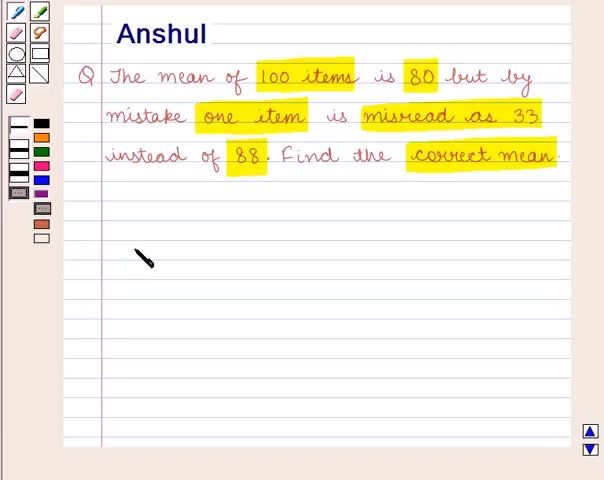 Anshul
Q The mean of 100 items is 80 but by
mistake one item is misread as 33
instead of 88. Find the correct mean.